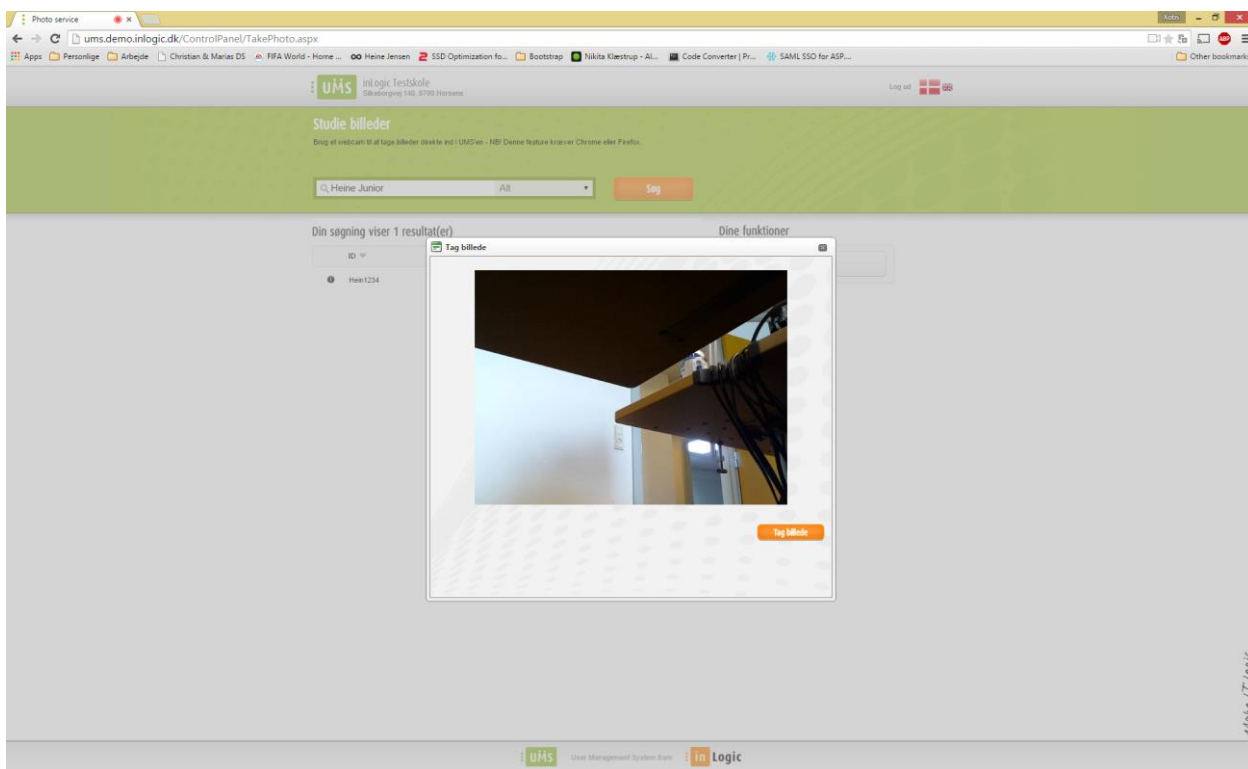 Photo service
Kotni
ums.demo.inlogic.dk/ControlPanel/TakePhoto.aspx
Apps Personlige Arbejde Christian & Marias DS FIFA World - Home ... Heine Jensen SSD Optimization fo... Bootstrap Nikita Klæstrup - Al... Code Converter | Pr... SAML SSO for ASP.... Other bookmark
UMS inLogic Testskole Log ud
Silkeborgvej 140, 8700 Horsens
Studie billeder
Brug et webcam til at tage billeder direkte ind i UMS'en - NB! Denne feature kræver Chrome eller Firefox.
Heine Junior Alt Søg
Din søgning viser 1 resultat(er) Dine funktioner
Tag billede
ID
Hein1234
Tag billede
UMS User Management System from in Logic